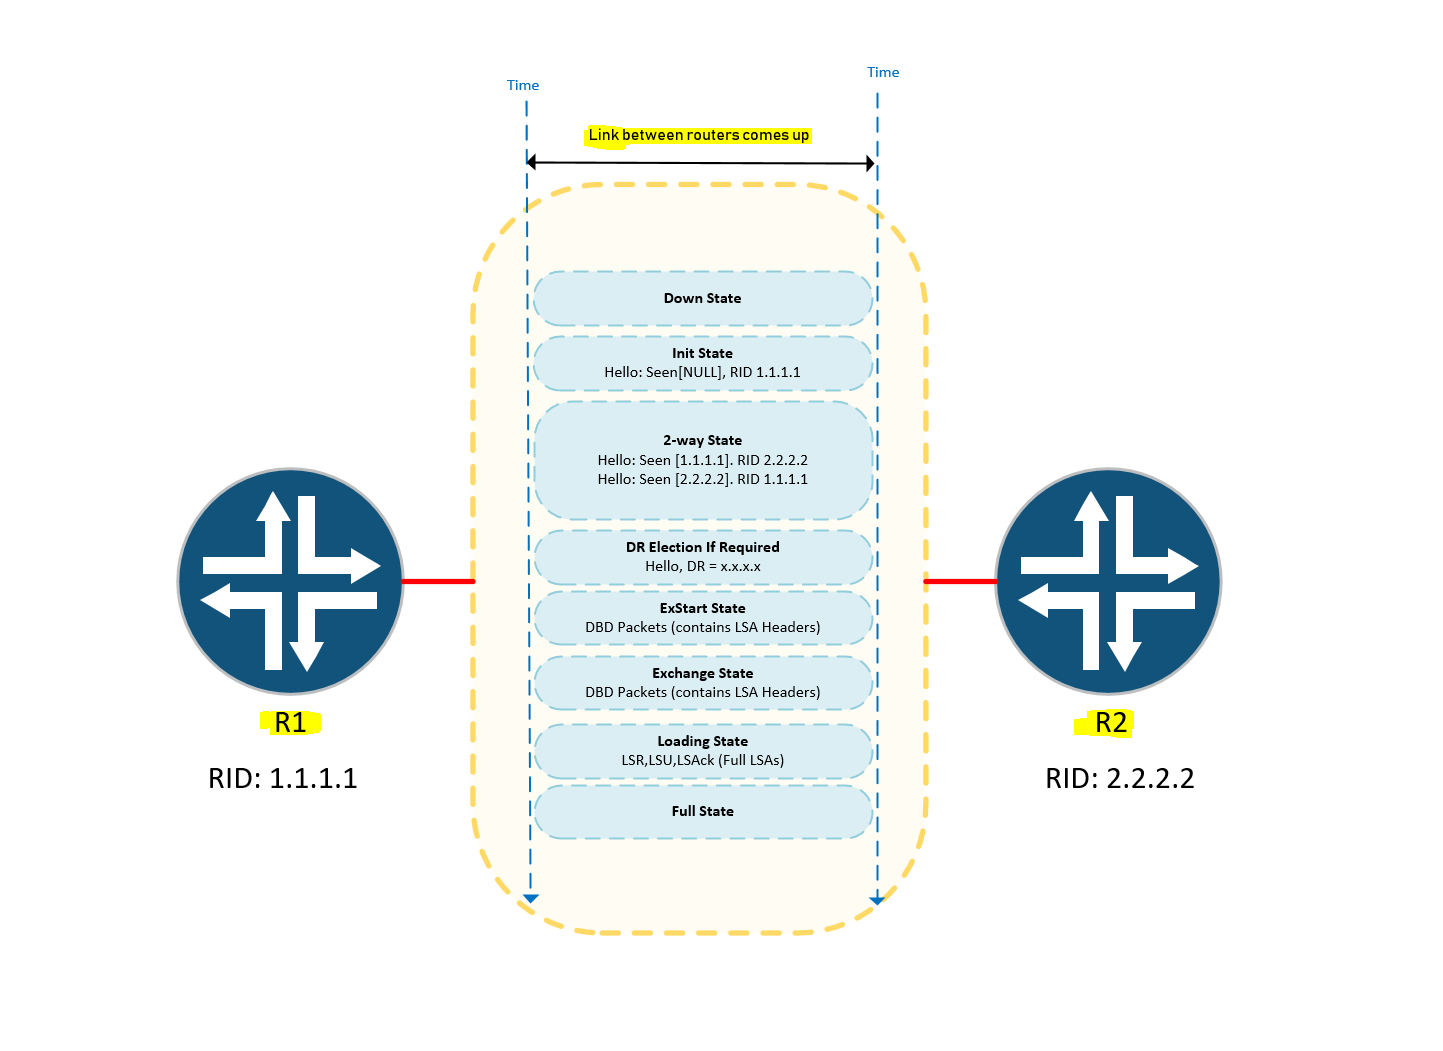 Time
Time
Link between routers comes up
Down State
Init State
Hello: Seen[NULL], RID 1.1.1.1
2-way State
Hello: Seen [1.1.1.1]. RID 2.2.2.2
Hello: Seen [2.2.2.2]. RID 1.1.1.1
DR Election If Required
Hello, DR = x.x.x.x
ExStart State
DBD Packets (contains LSA Headers)
Exchange State
DBD Packets (contains LSA Headers)
Loading State
LSR,LSU,LSAck (Full LSAs)
Full State
R1
RID: 1.1.1.1
R2
RID: 2.2.2.2